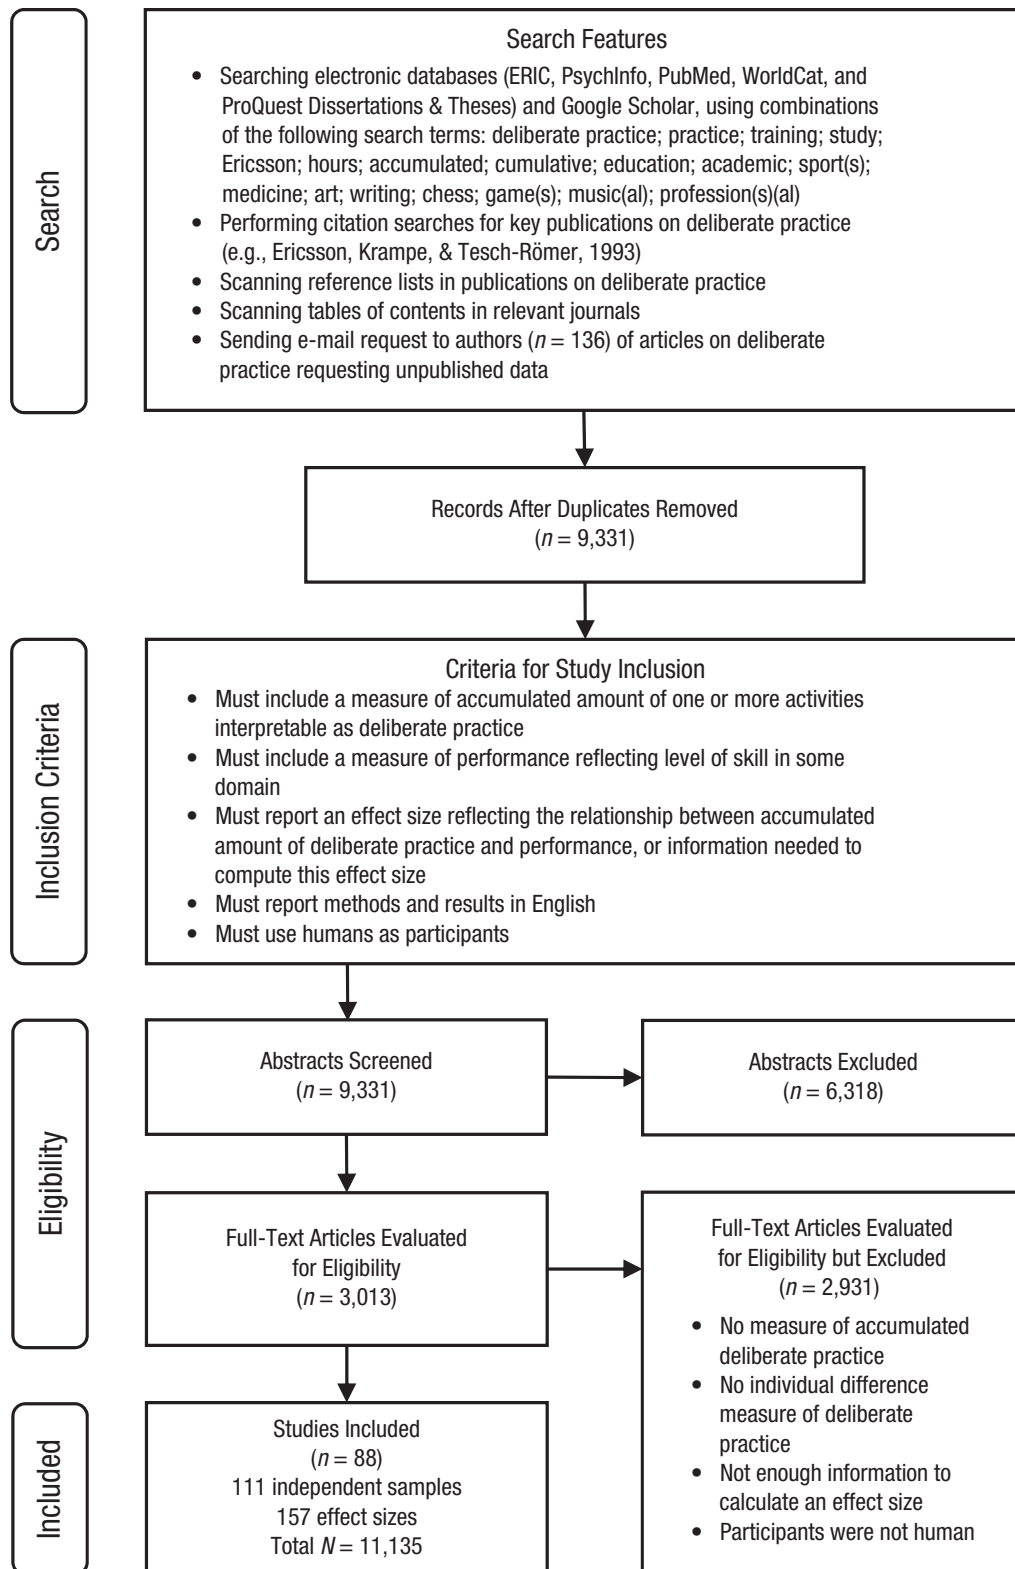 Search
Search Features
• Searching electronic databases (ERIC, PsychInfo, PubMed, WorldCat, and
ProQuest Dissertations & Theses) and Google Scholar, using combinations
of the following search terms: deliberate practice; practice; training; study;
Ericsson; hours; accumulated; cumulative; education; academic; sport(s);
medicine; art; writing; chess; game(s); music(al); profession(s)(al)
• Performing citation searches for key publications on deliberate practice
(e.g., Ericsson, Krampe, & Tesch-Römer, 1993)
• Scanning reference lists in publications on deliberate practice
• Scanning tables of contents in relevant journals
• Sending e-mail request to authors (n = 136) of articles on deliberate
practice requesting unpublished data
Records After Duplicates Removed
(n = 9,331)
Inclusion Criteria
Criteria for Study Inclusion
• Must include a measure of accumulated amount of one or more activities
interpretable as deliberate practice
• Must include a measure of performance reflecting level of skill in some
domain
• Must report an effect size reflecting the relationship between accumulated
amount of deliberate practice and performance, or information needed to
compute this effect size
• Must report methods and results in English
• Must use humans as participants
Eligibility
Abstracts Screened
(n = 9,331)
Abstracts Excluded
(n = 6,318)
Full-Text Articles Evaluated
for Eligibility
(n = 3,013)
Full-Text Articles Evaluated
for Eligibility but Excluded
(n = 2,931)
• No measure of accumulated
deliberate practice
• No individual difference
measure of deliberate
practice
• Not enough information to
calculate an effect size
• Participants were not human
Included
Studies Included
(n = 88)
111 independent samples
157 effect sizes
Total N = 11,135